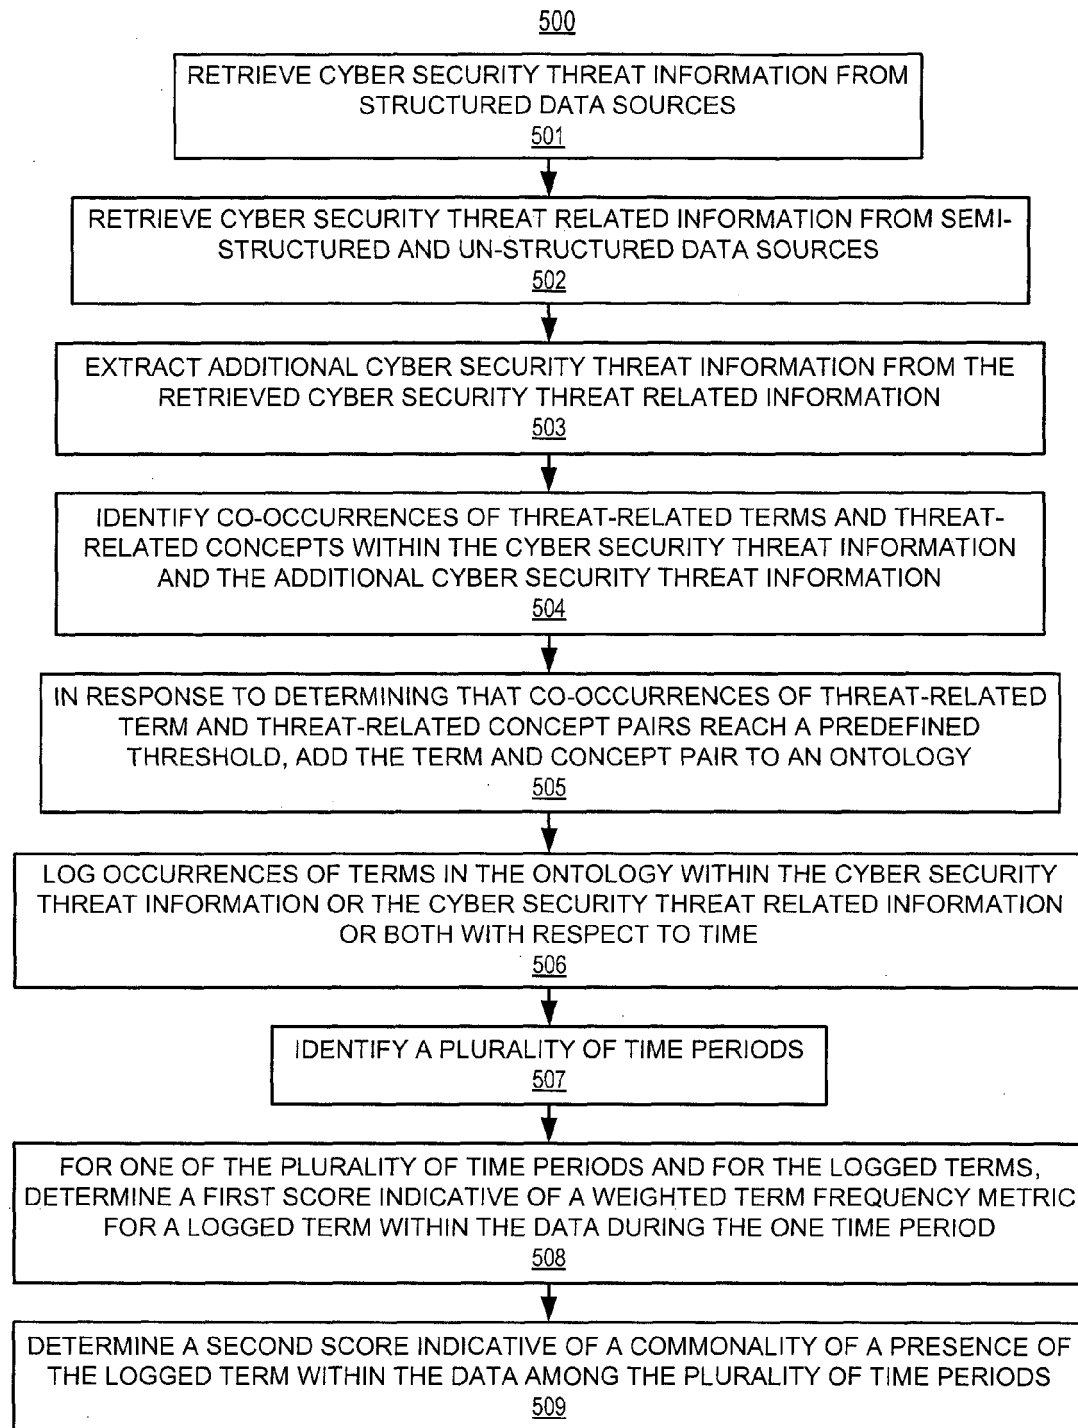 500
RETRIEVE CYBER SECURITY THREAT INFORMATION FROM
STRUCTURED DATA SOURCES
501
RETRIEVE CYBER SECURITY THREAT RELATED INFORMATION FROM SEMI-
STRUCTURED AND UN-STRUCTURED DATA SOURCES
502
EXTRACT ADDITIONAL CYBER SECURITY THREAT INFORMATION FROM THE
RETRIEVED CYBER SECURITY THREAT RELATED INFORMATION
503
IDENTIFY CO-OCCURRENCES OF THREAT-RELATED TERMS AND THREAT-
RELATED CONCEPTS WITHIN THE CYBER SECURITY THREAT INFORMATION
AND THE ADDITIONAL CYBER SECURITY THREAT INFORMATION
504
IN RESPONSE TO DETERMINING THAT CO-OCCURRENCES OF THREAT-RELATED
TERM AND THREAT-RELATED CONCEPT PAIRS REACH A PREDEFINED
THRESHOLD, ADD THE TERM AND CONCEPT PAIR TO AN ONTOLOGY
505
LOG OCCURRENCES OF TERMS IN THE ONTOLOGY WITHIN THE CYBER SECURITY
THREAT INFORMATION OR THE CYBER SECURITY THREAT RELATED INFORMATION
OR BOTH WITH RESPECT TO TIME
506
IDENTIFY A PLURALITY OF TIME PERIODS
507
FOR ONE OF THE PLURALITY OF TIME PERIODS AND FOR THE LOGGED TERMS,
DETERMINE A FIRST SCORE INDICATIVE OF A WEIGHTED TERM FREQUENCY METRIC
FOR A LOGGED TERM WITHIN THE DATA DURING THE ONE TIME PERIOD
508
DETERMINE A SECOND SCORE INDICATIVE OF A COMMONALITY OF A PRESENCE OF
THE LOGGED TERM WITHIN THE DATA AMONG THE PLURALITY OF TIME PERIODS
509